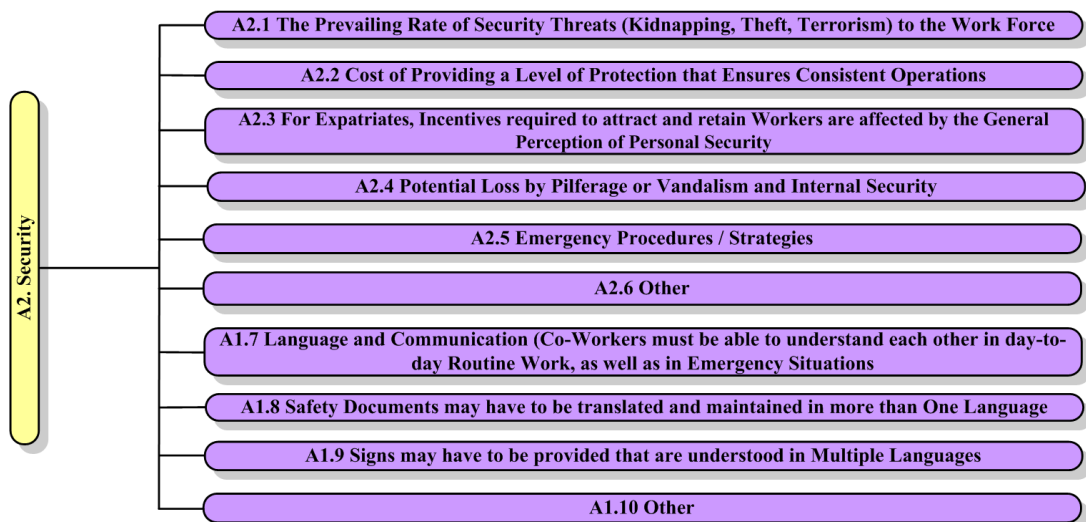 A2. Security
A2.1 The Prevailing Rate of Security Threats (Kidnapping, Theft, Terrorism) to the Work Force
A2.2 Cost of Providing a Level of Protection that Ensures Consistent Operations
A2.3 For Expatriates, Incentives required to attract and retain Workers are affected by the General
Perception of Personal Security
A2.4 Potential Loss by Pilferage or Vandalism and Internal Security
A2.5 Emergency Procedures / Strategies
A2.6 Other
A1.7 Language and Communication (Co-Workers must be able to understand each other in day-to-
day Routine Work, as well as in Emergency Situations
A1.8 Safety Documents may have to be translated and maintained in more than One Language
A1.9 Signs may have to be provided that are understood in Multiple Languages
A1.10 Other